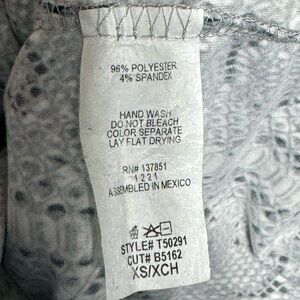 96% POLYESTER
4% SPANDEX
HAND WASH
DO NOT BLEACH
COLOR SEPARATE
LAY FLAT DRYING
RN# 137851
1221
ASSEMBLED IN MEXICO
STYLE# T50291
CUT# B5162
XS/XCH